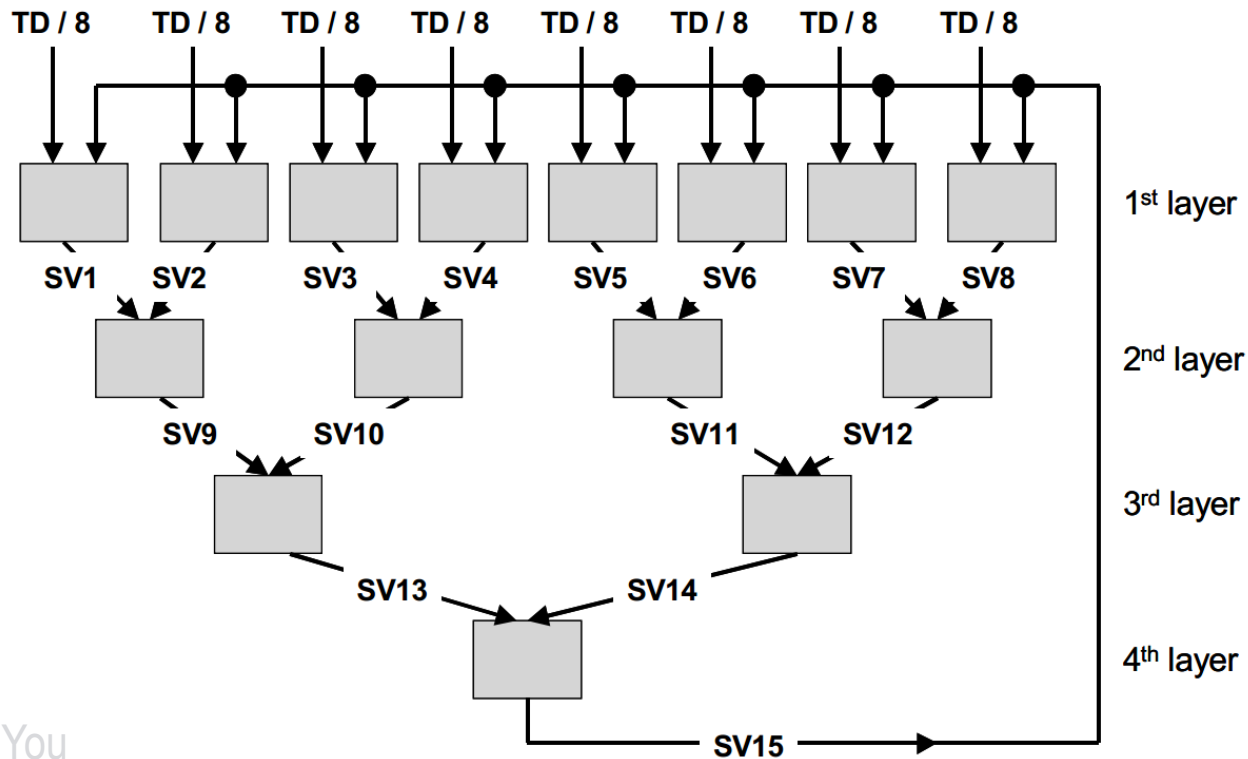 TD / 8 TD / 8 TD / 8 TD / 8 TD / 8 TD / 8 TD / 8 TD / 8
1st layer
SV1 SV2 SV3 SV4 SV5 SV6 SV7 SV8
2nd layer
SV9 SV10 SV11 SV12
3rd layer
SV13 SV14
4th layer
You
SV15